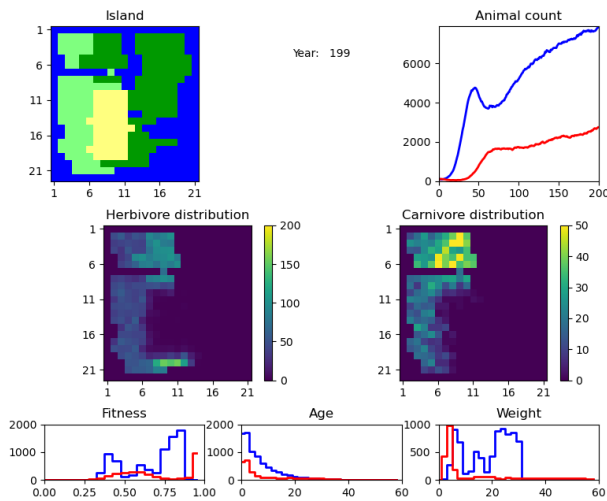 Island
Animal count
1
6
11
16
21
1 6 11 16 21
Year: 199
6000
4000
2000
0
0 50 100 150 200
Herbivore distribution
Carnivore distribution
1
6
11
16
21
1 6 11 16 21
200
150
100
50
0
1
6
11
16
21
1 6 11 16 21
50
40
30
20
10
0
Fitness
Age
Weight
2000
1000
0
0.00 0.25 0.50 0.75 1.00
2000
1000
0
0 20 40 60
1000
500
0
0 20 40 60